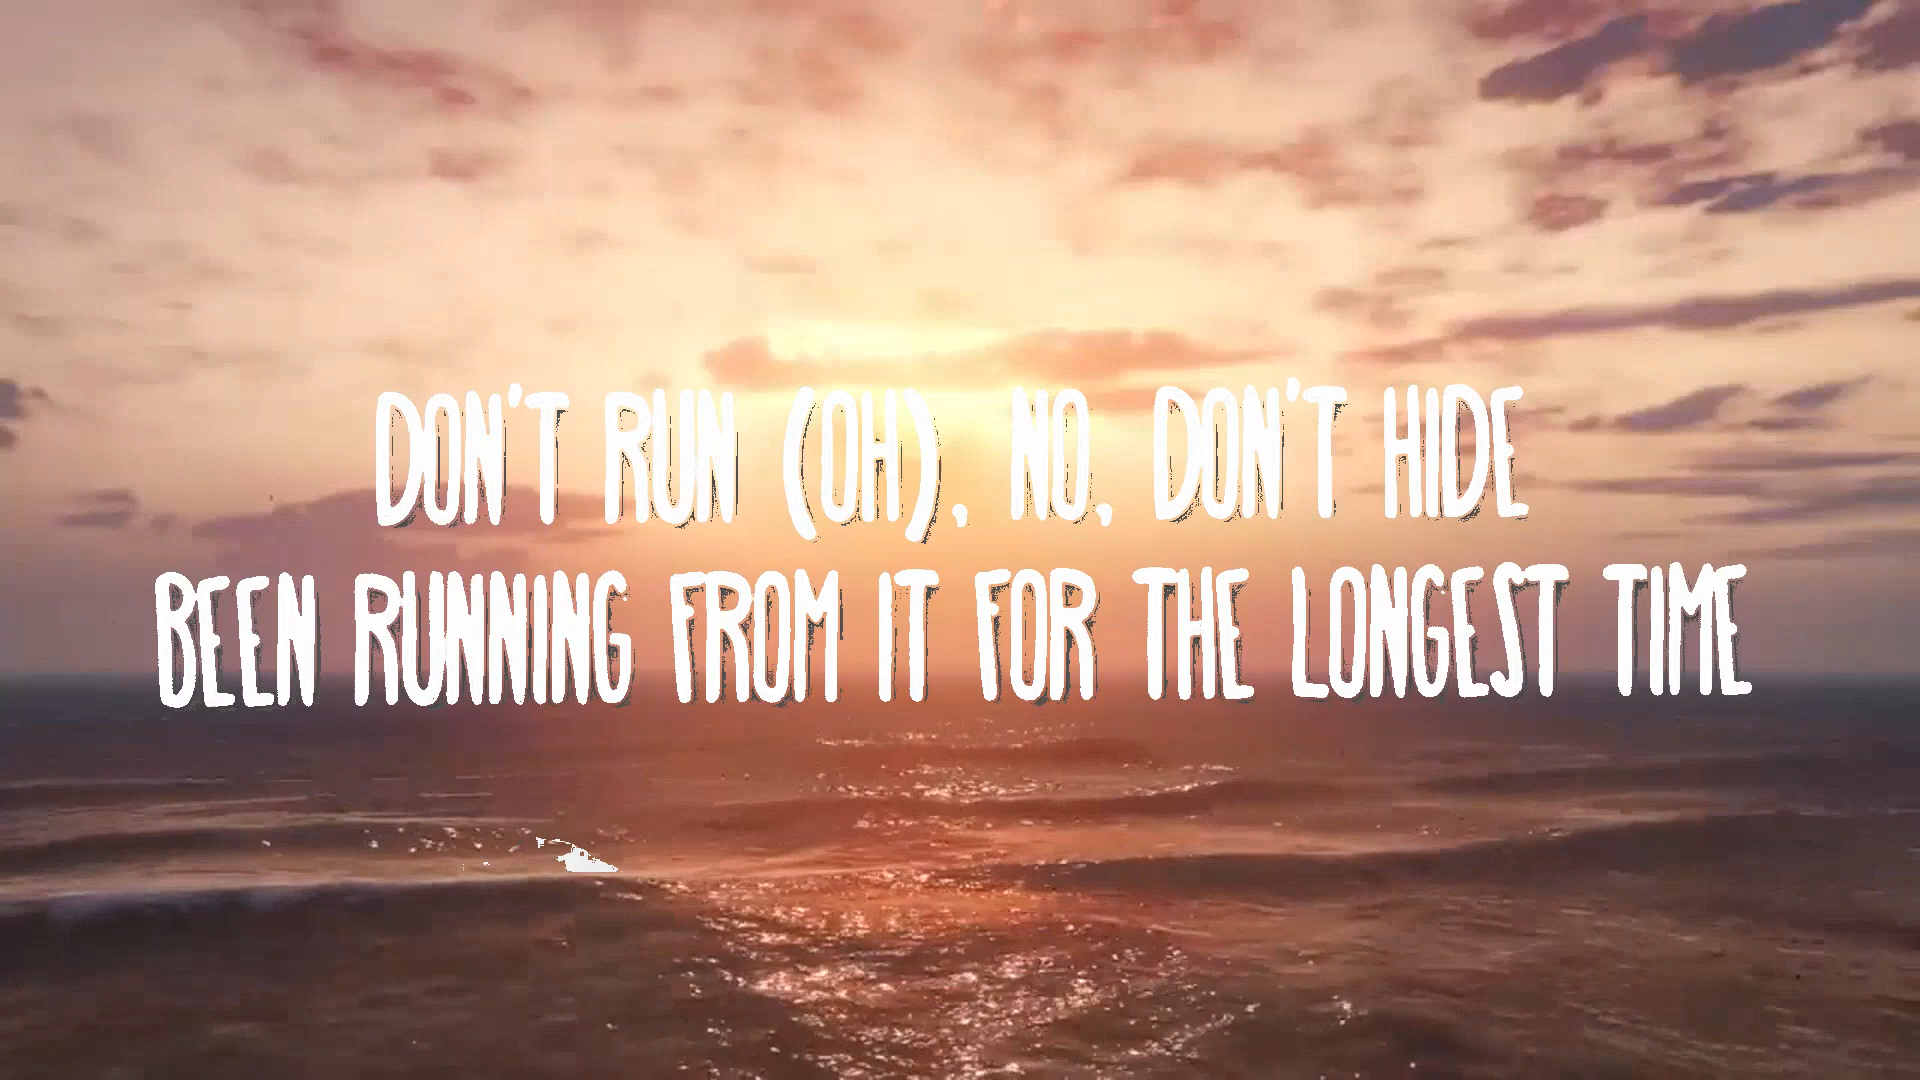 DON'T RUN (OH), NO, DON'T HIDE
BEEN RUNNING FROM IT FOR THE LONGEST TIME